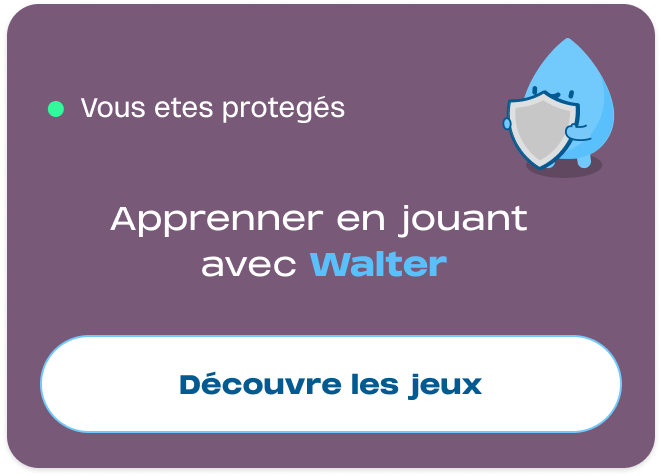 Vous etes protegés
Apprenner en jouant
avec Walter
Découvre les jeux